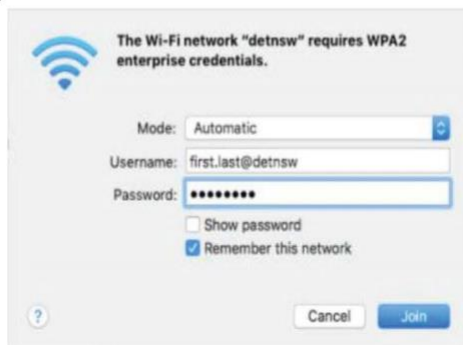 The Wi-Fi network “detnsw” requires WPA2
enterprise credentials.
Mode: Automatic
Username: first.last@detnsw
Password: ••••••••
Show password
Remember this network
? Cancel Join